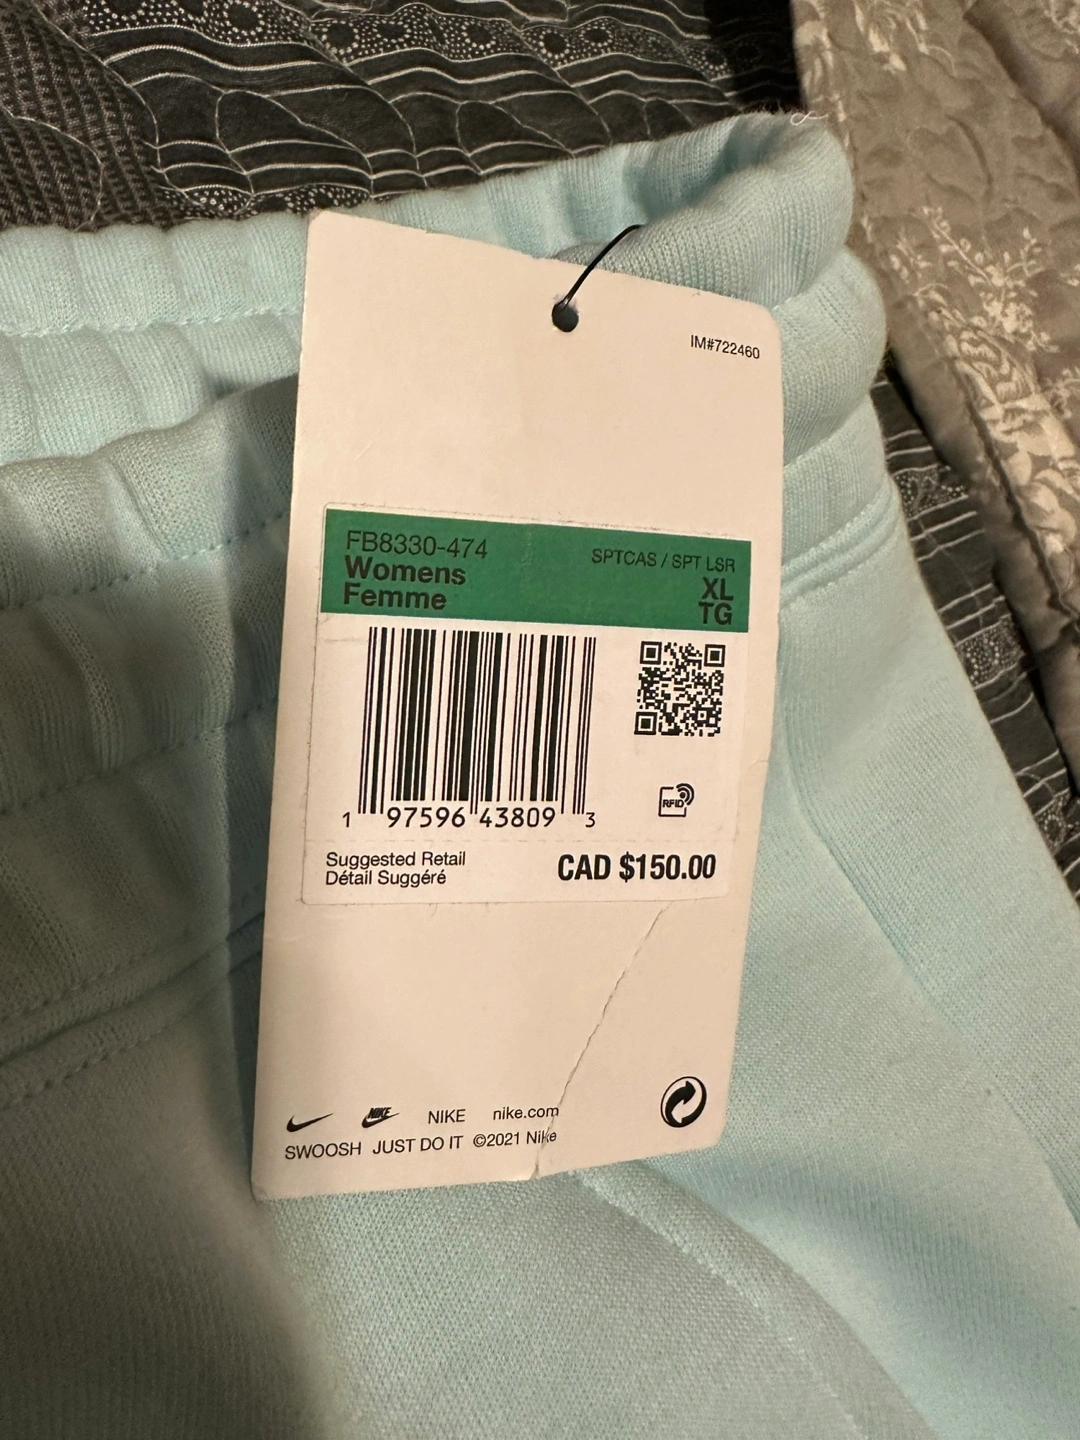 IM#722460
FB8330-474
SPTCAS / SPT LSR
Womens
XL
Femme
TG
RFID
1 97596 43809 3
Suggested Retail
Détail Suggéré
CAD $150.00
NIKE NIKE nike.com
SWOOSH JUST DO IT ©2021 Nike